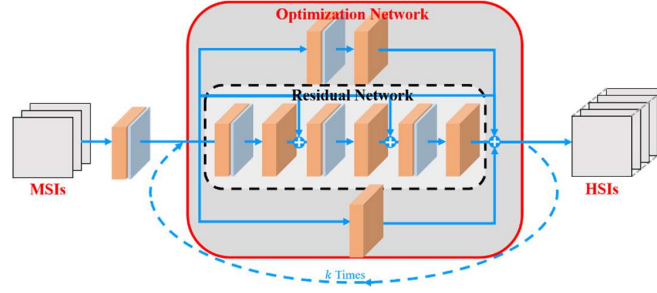 Optimization Network
Residual Network
MSIs
HSIs
k Times